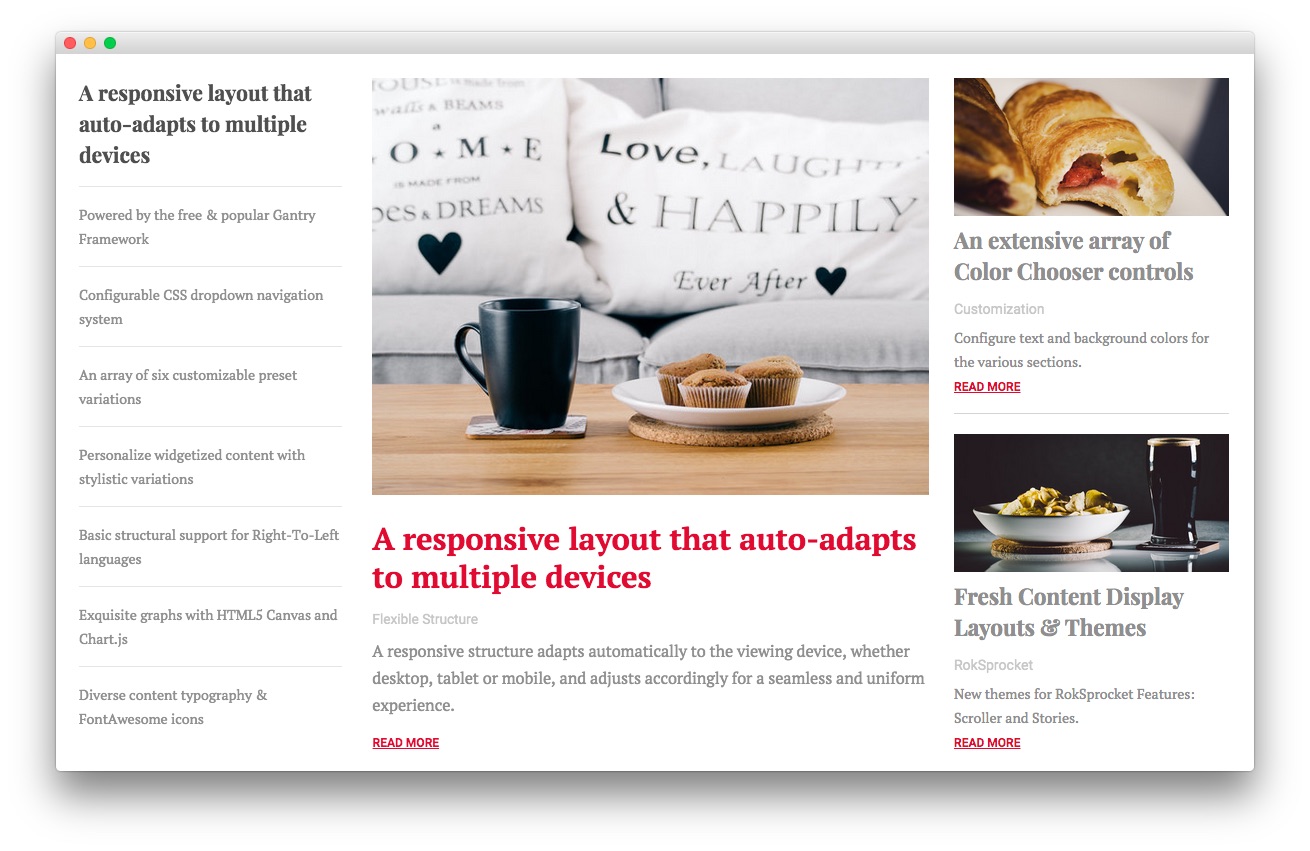 A responsive layout that
auto-adapts to multiple
devices
Powered by the free & popular Gantry
Framework
Configurable CSS dropdown navigation
system
An array of six customizable preset
variations
Personalize widgetized content with
stylistic variations
Basic structural support for Right-To-Left
languages
Exquisite graphs with HTML5 Canvas and
Chart.js
Diverse content typography &
FontAwesome icons
HOUSE is made from
walls & BEAMS
a
O ★ M ★ E
IS MADE FROM
& DREAMS
Love, LAUGHTER
& HAPPILY
Ever After
A responsive layout that auto-adapts
to multiple devices
Flexible Structure
A responsive structure adapts automatically to the viewing device, whether
desktop, tablet or mobile, and adjusts accordingly for a seamless and uniform
experience.
READ MORE
An extensive array of
Color Chooser controls
Customization
Configure text and background colors for
the various sections.
READ MORE
Fresh Content Display
Layouts & Themes
RokSprocket
New themes for RokSprocket Features:
Scroller and Stories.
READ MORE